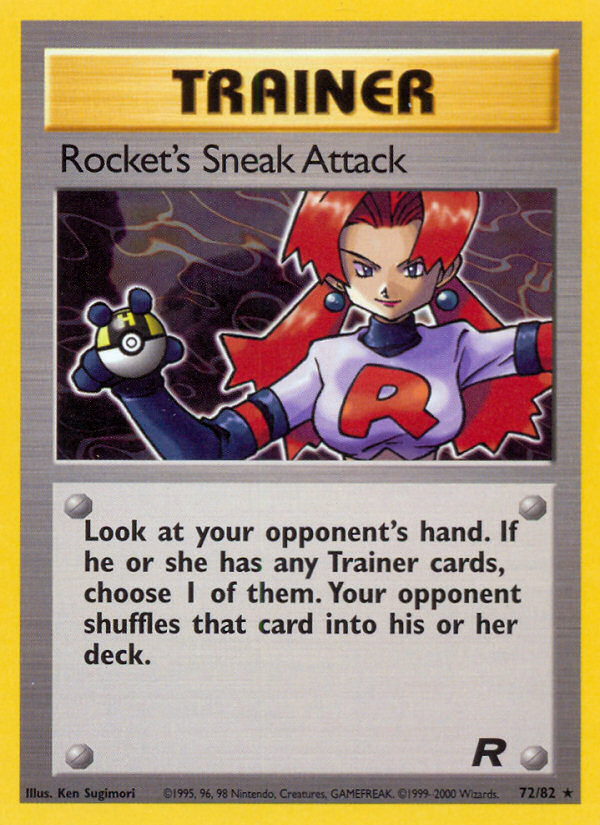 TRAINER
Rocket's Sneak Attack
R
Look at your opponent's hand. If
he or she has any Trainer cards,
choose 1 of them. Your opponent
shuffles that card into his or her
deck.
R
Illus. Ken Sugimori ©1995, 96, 98 Nintendo, Creatures, GAMEFREAK. ©1999-2000 Wizards. 72/82 ★